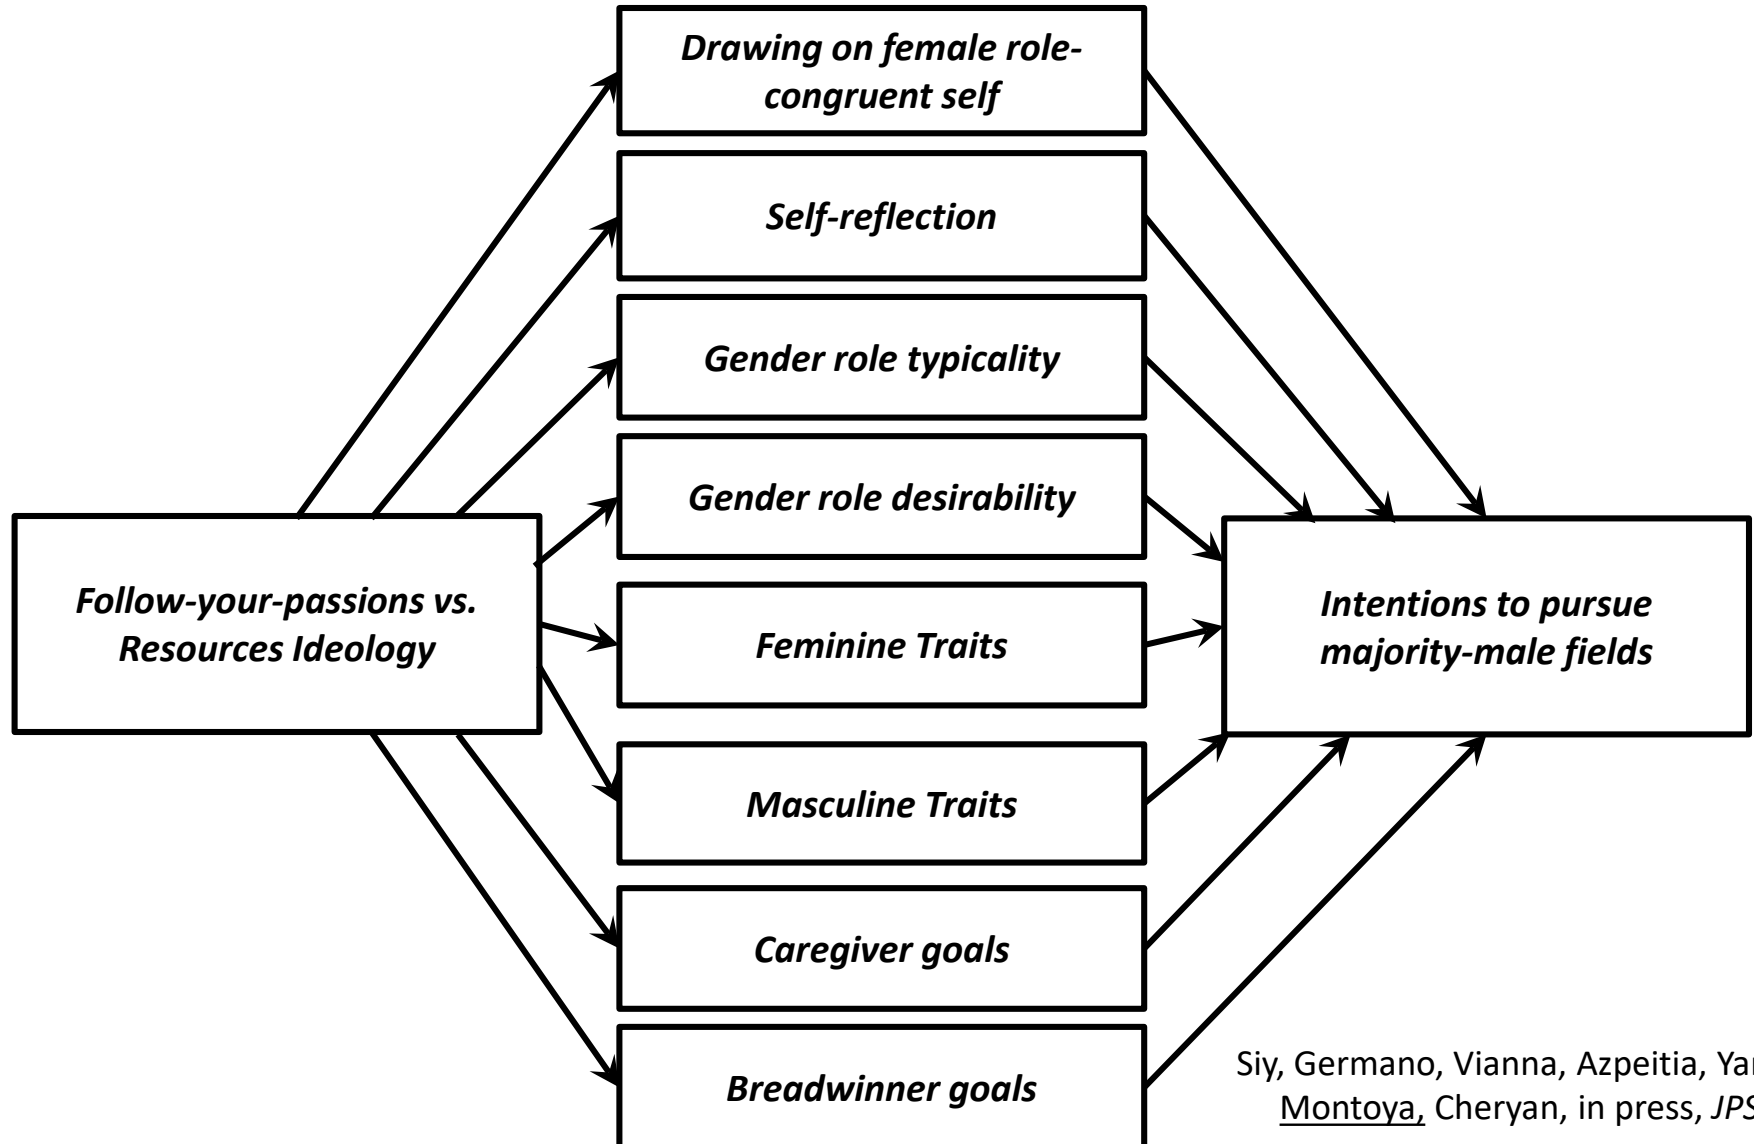 Drawing on female role-
congruent self
Self-reflection
Gender role typicality
Gender role desirability
Follow-your-passions vs.
Resources Ideology
Feminine Traits
Intentions to pursue
majority-male fields
Masculine Traits
Caregiver goals
Breadwinner goals
Siy, Germano, Vianna, Azpeitia,
Montoya, Cheryan, in press,